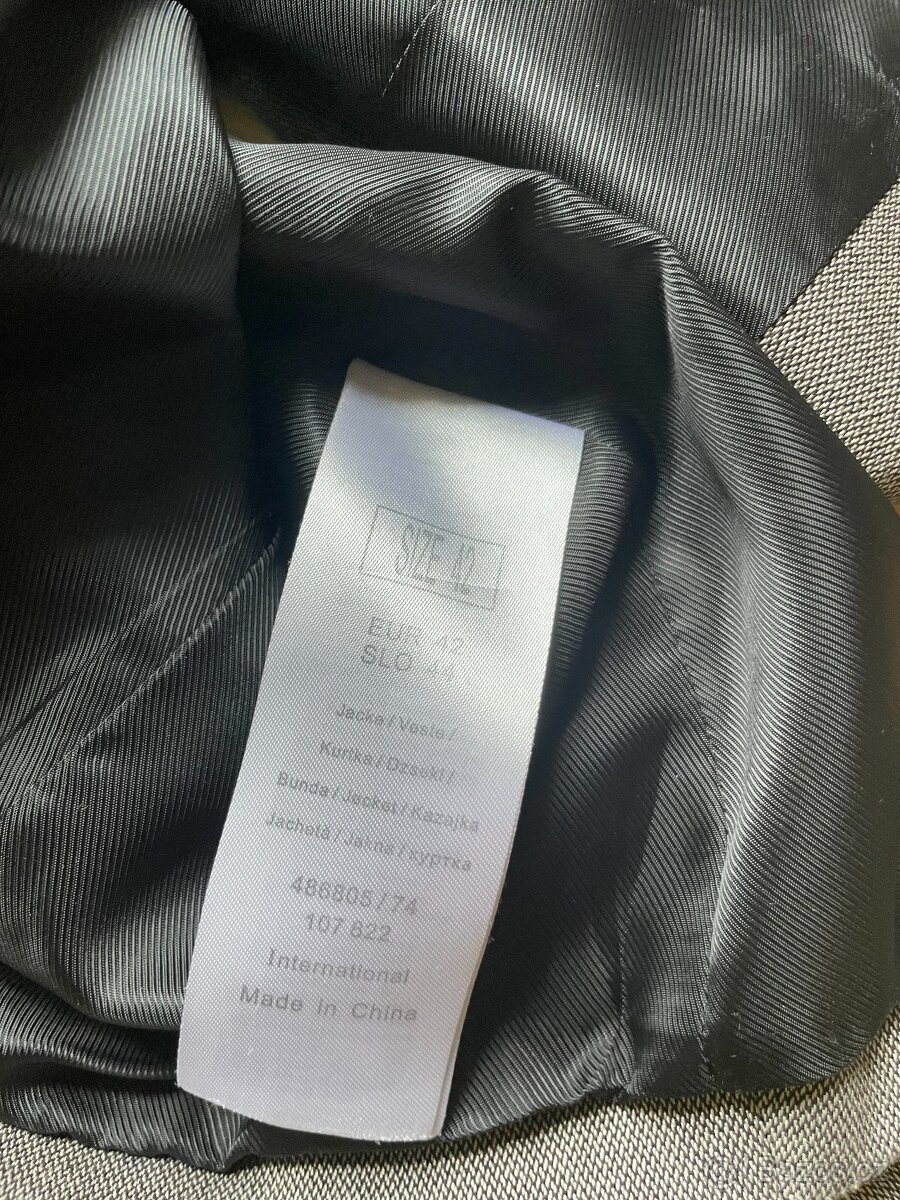 SIZE 42
EUR 42
SLO 44
Jacka / Veste /
Kurtka / Dzseki /
Bunda / Jacket / Kazajka
Jachetă / Jakna / куртка
486805 / 74
107 822
International
Made in China